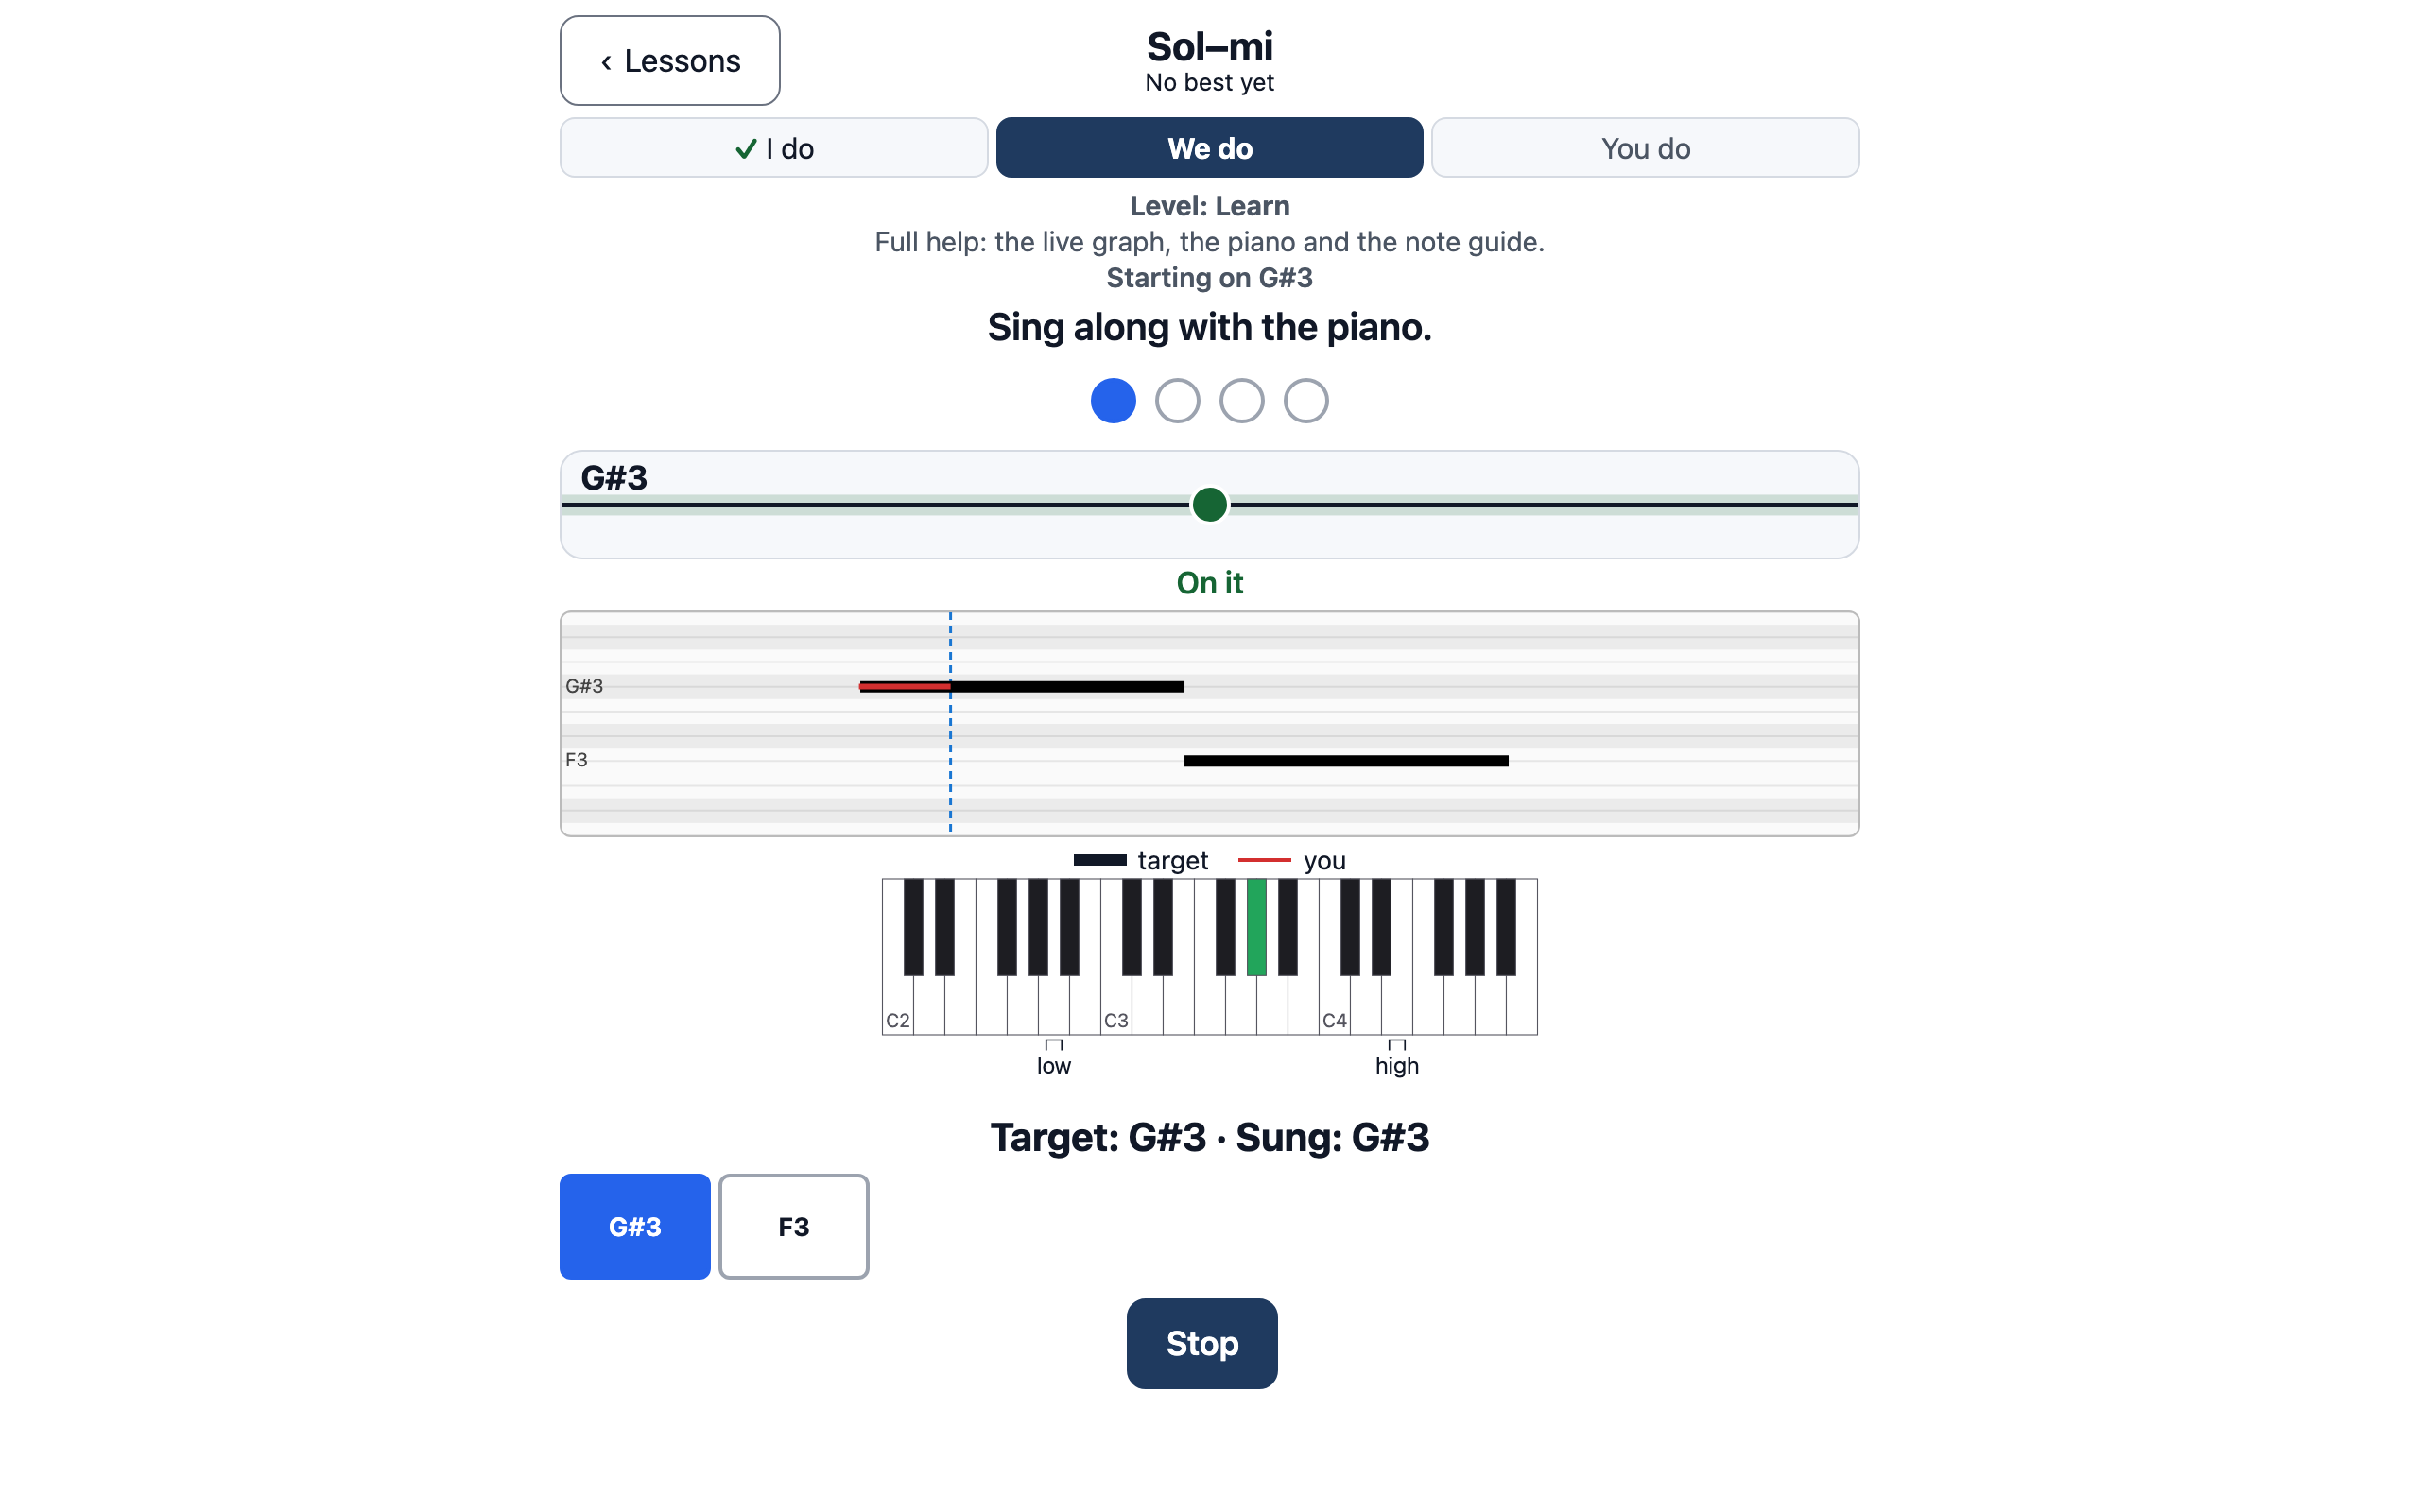 ‹ Lessons
Sol–mi
No best yet
✓ I do
We do
You do
Level: Learn
Full help: the live graph, the piano and the note guide.
Starting on G#3
Sing along with the piano.
G#3
On it
G#3
F3
target you
C2 C3 C4
low high
Target: G#3 · Sung: G#3
G#3 F3
Stop